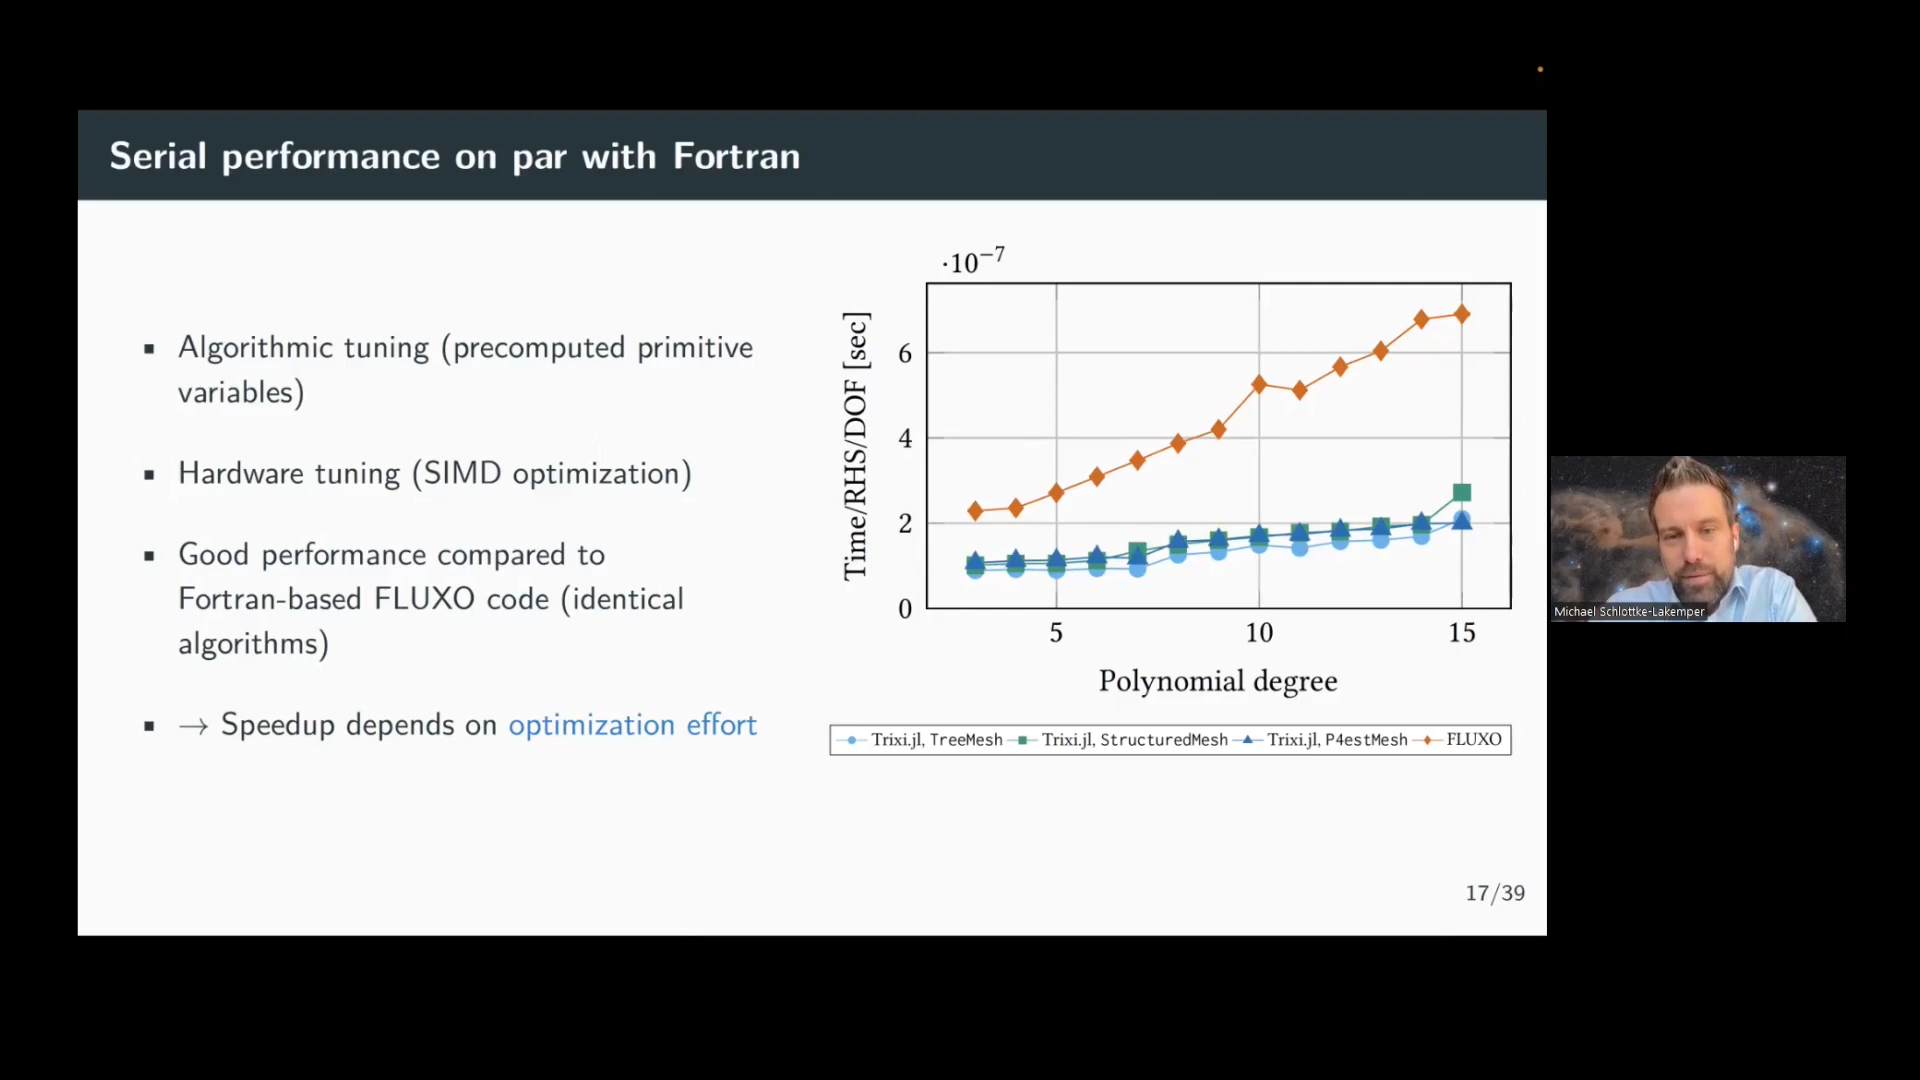 Serial performance on par with Fortran
▪ Algorithmic tuning (precomputed primitive
variables)
▪ Hardware tuning (SIMD optimization)
▪ Good performance compared to
Fortran-based FLUXO code (identical
algorithms)
▪ → Speedup depends on optimization effort
·10⁻⁷
Time/RHS/DOF [sec]
6
4
2
0
5 10 15
Polynomial degree
Trixi.jl, TreeMesh Trixi.jl, StructuredMesh Trixi.jl, P4estMesh FLUXO
17/39
Michael Schlottke-Lakemper